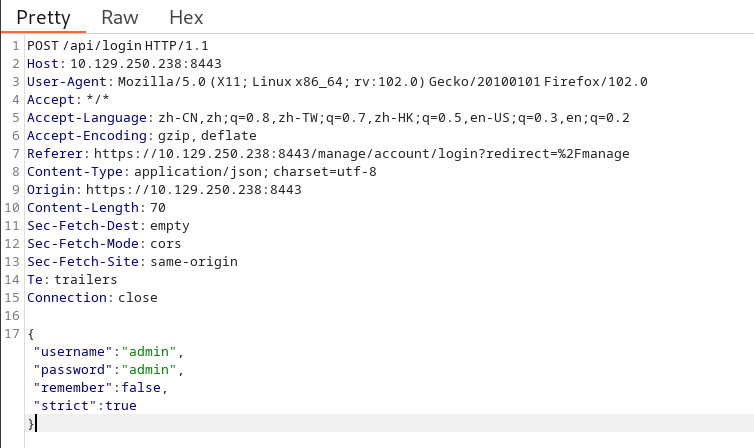 Pretty Raw Hex
1 POST /api/login HTTP/1.1
2 Host: 10.129.250.238:8443
3 User-Agent: Mozilla/5.0 (X11; Linux x86_64; rv:102.0) Gecko/20100101 Firefox/102.0
4 Accept: */*
5 Accept-Language: zh-CN,zh;q=0.8,zh-TW;q=0.7,zh-HK;q=0.5,en-US;q=0.3,en;q=0.2
6 Accept-Encoding: gzip, deflate
7 Referer: https://10.129.250.238:8443/manage/account/login?redirect=%2Fmanage
8 Content-Type: application/json; charset=utf-8
9 Origin: https://10.129.250.238:8443
10 Content-Length: 70
11 Sec-Fetch-Dest: empty
12 Sec-Fetch-Mode: cors
13 Sec-Fetch-Site: same-origin
14 Te: trailers
15 Connection: close
16
17 {
"username":"admin",
"password":"admin",
"remember":false,
"strict":true
}